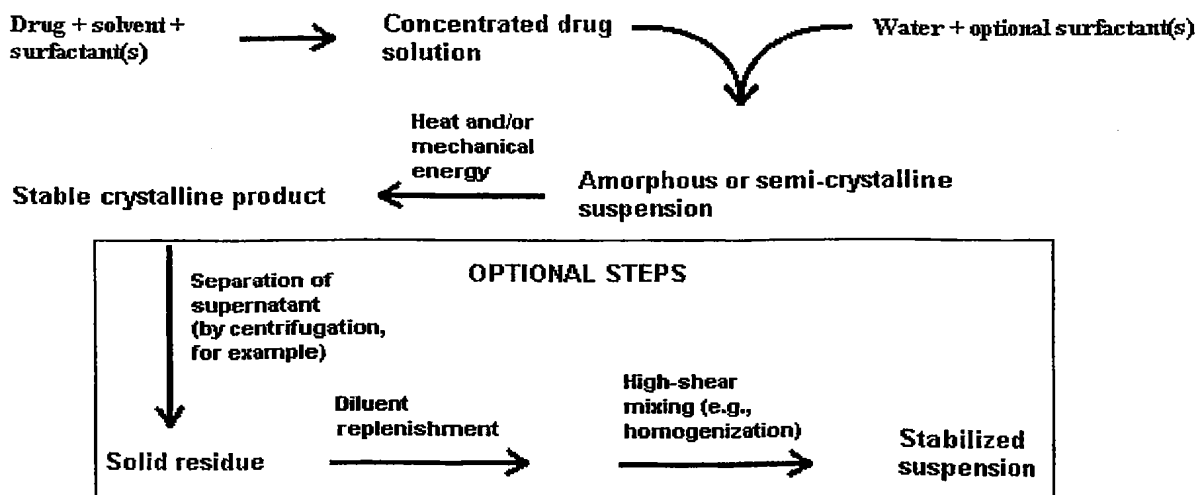 Drug + solvent +
surfactant(s)
Concentrated drug
solution
Water + optional surfactant(s)
Heat and/or
mechanical
energy
Stable crystalline product
Amorphous or semi-crystalline
suspension
OPTIONAL STEPS
Separation of
supernatant
(by centrifugation,
for example)
Solid residue
Diluent
replenishment
High-shear
mixing (e.g.,
homogenization)
Stabilized
suspension